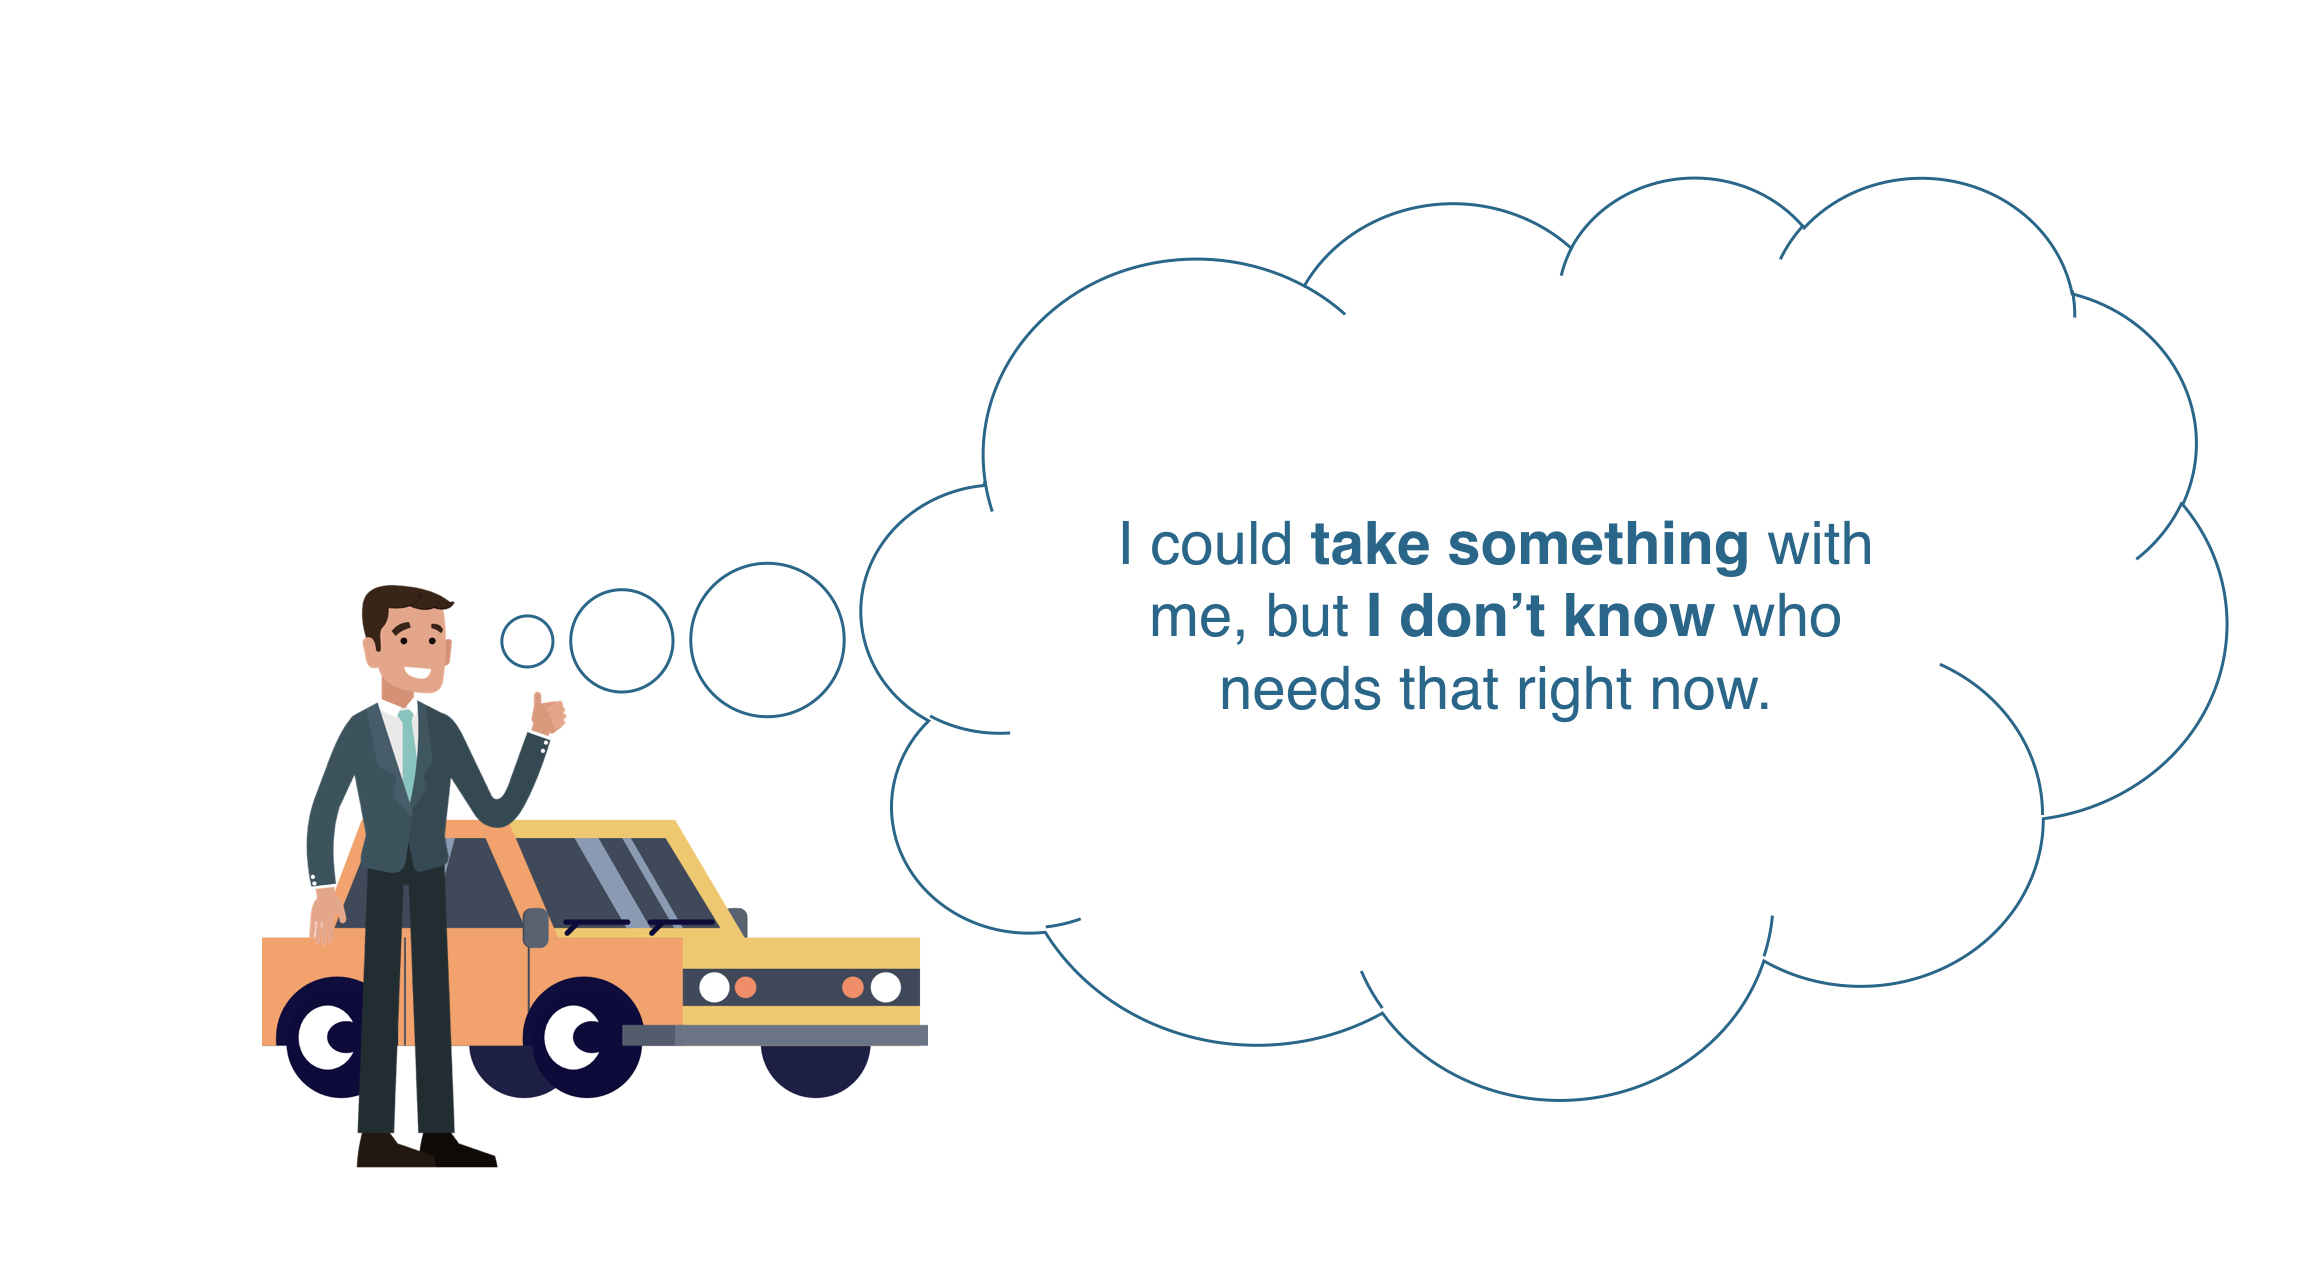 I could take something with
me, but I don’t know who
needs that right now.